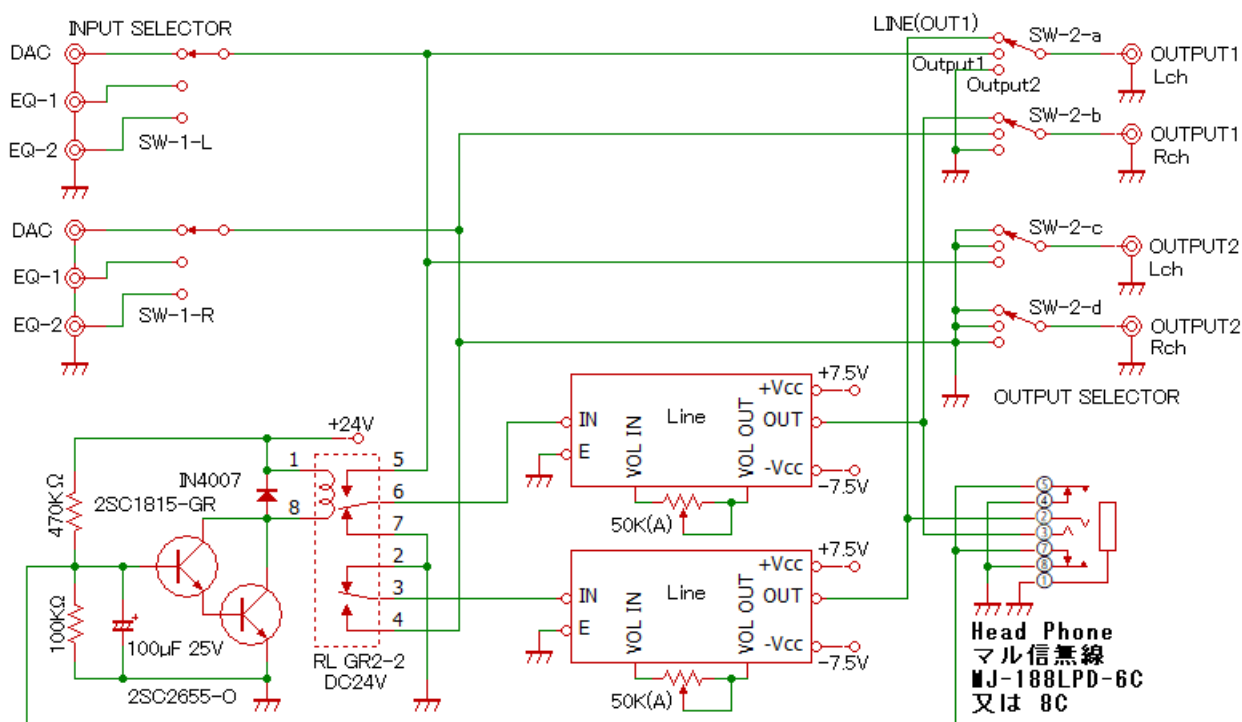 INPUT SELECTOR
DAC
EQ-1
EQ-2
SW-1-L
DAC
EQ-1
EQ-2
SW-1-R
LINE(OUT1)
Output1
Output2
SW-2-a
OUTPUT1
Lch
SW-2-b
OUTPUT1
Rch
SW-2-c
OUTPUT2
Lch
SW-2-d
OUTPUT2
Rch
OUTPUT SELECTOR
+24V
1
8
5
6
7
2
3
4
IN4007
2SC1815-GR
470KΩ
100KΩ
100μF 25V
2SC2655-O
RL GR2-2
DC24V
IN
E
Line
VOL IN
VOL OUT
+Vcc
OUT
-Vcc
+7.5V
-7.5V
50K(A)
IN
E
Line
VOL IN
VOL OUT
+Vcc
OUT
-Vcc
+7.5V
-7.5V
50K(A)
⑤
④
②
③
⑦
⑧
①
Head Phone
マル信無線
MJ-188LPD-6C
又は 8C